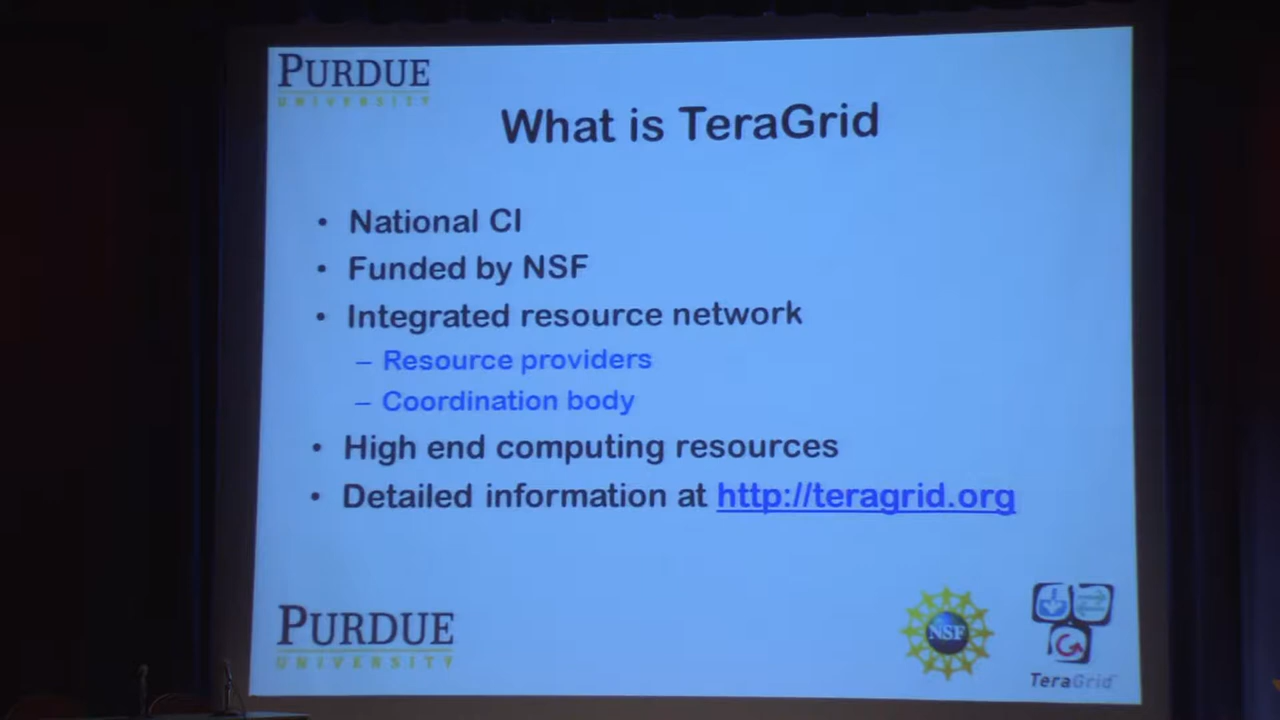 PURDUE
UNIVERSITY
What is TeraGrid
• National CI
• Funded by NSF
• Integrated resource network
– Resource providers
– Coordination body
• High end computing resources
• Detailed information at http://teragrid.org
PURDUE
UNIVERSITY
NSF
TeraGrid™